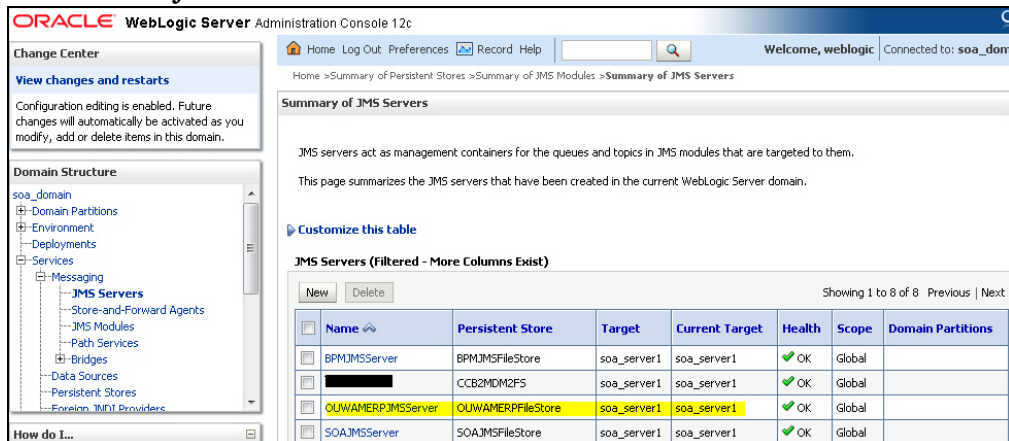 ORACLE WebLogic Server Administration Console 12c
Change Center
View changes and restarts
Configuration editing is enabled. Future
changes will automatically be activated as you
modify, add or delete items in this domain.
Domain Structure
soa_domain
Domain Partitions
Environment
Deployments
Services
Messaging
JMS Servers
Store-and-Forward Agents
JMS Modules
Path Services
Bridges
Data Sources
Persistent Stores
Foreign JNDI Providers
How do I...
Home Log Out Preferences Record Help
Welcome, weblogic Connected to: soa_dom
Home >Summary of Persistent Stores >Summary of JMS Modules >Summary of JMS Servers
Summary of JMS Servers
JMS servers act as management containers for the queues and topics in JMS modules that are targeted to them.
This page summarizes the JMS servers that have been created in the current WebLogic Server domain.
Customize this table
JMS Servers (Filtered - More Columns Exist)
New Delete Showing 1 to 8 of 8 Previous | Next
Name Persistent Store Target Current Target Health Scope Domain Partitions
BPMJMSServer BPMJMSFileStore soa_server1 soa_server1 OK Global
CCB2MDM2FS soa_server1 soa_server1 OK Global
OUWAMERPJMSServer OUWAMERPFileStore soa_server1 soa_server1 OK Global
SOAJMSServer SOAJMSFileStore soa_server1 soa_server1 OK Global